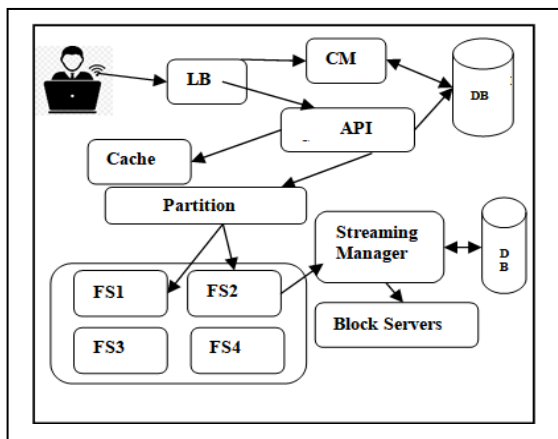 LB
CM
DB
API
Cache
Partition
Streaming
Manager
D
B
FS1
FS2
FS3
FS4
Block Servers